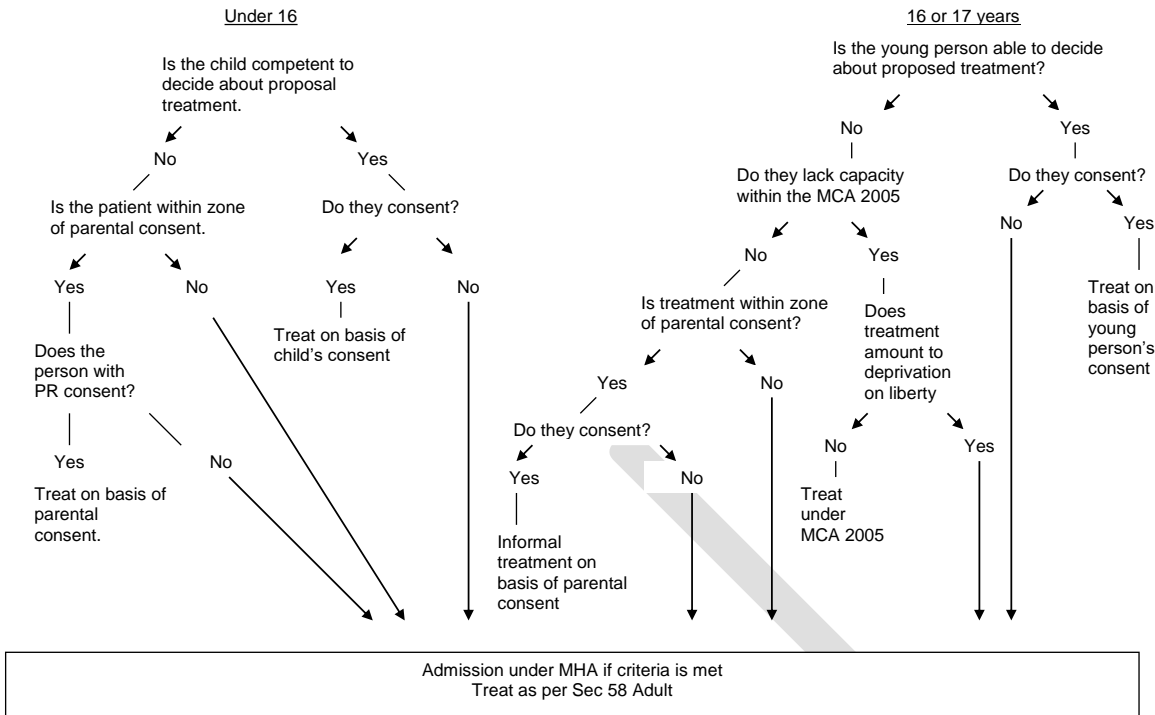 Under 16
Is the child competent to
decide about proposal
treatment.
No
Yes
Is the patient within zone
of parental consent.
Do they consent?
Yes
No
Yes
No
Treat on basis of
child's consent
Does the
person with
PR consent?
Yes
No
Treat on basis of
parental
consent.
16 or 17 years
Is the young person able to decide
about proposed treatment?
No
Yes
Do they lack capacity
within the MCA 2005
Do they consent?
No
Yes
No
Yes
Is treatment within zone
of parental consent?
Does
treatment
amount to
deprivation
on liberty
Treat on
basis of
young
person's
consent
Yes
No
Do they consent?
No
Yes
Yes
No
Treat
under
MCA 2005
Informal
treatment on
basis of parental
consent
Admission under MHA if criteria is met
Treat as per Sec 58 Adult